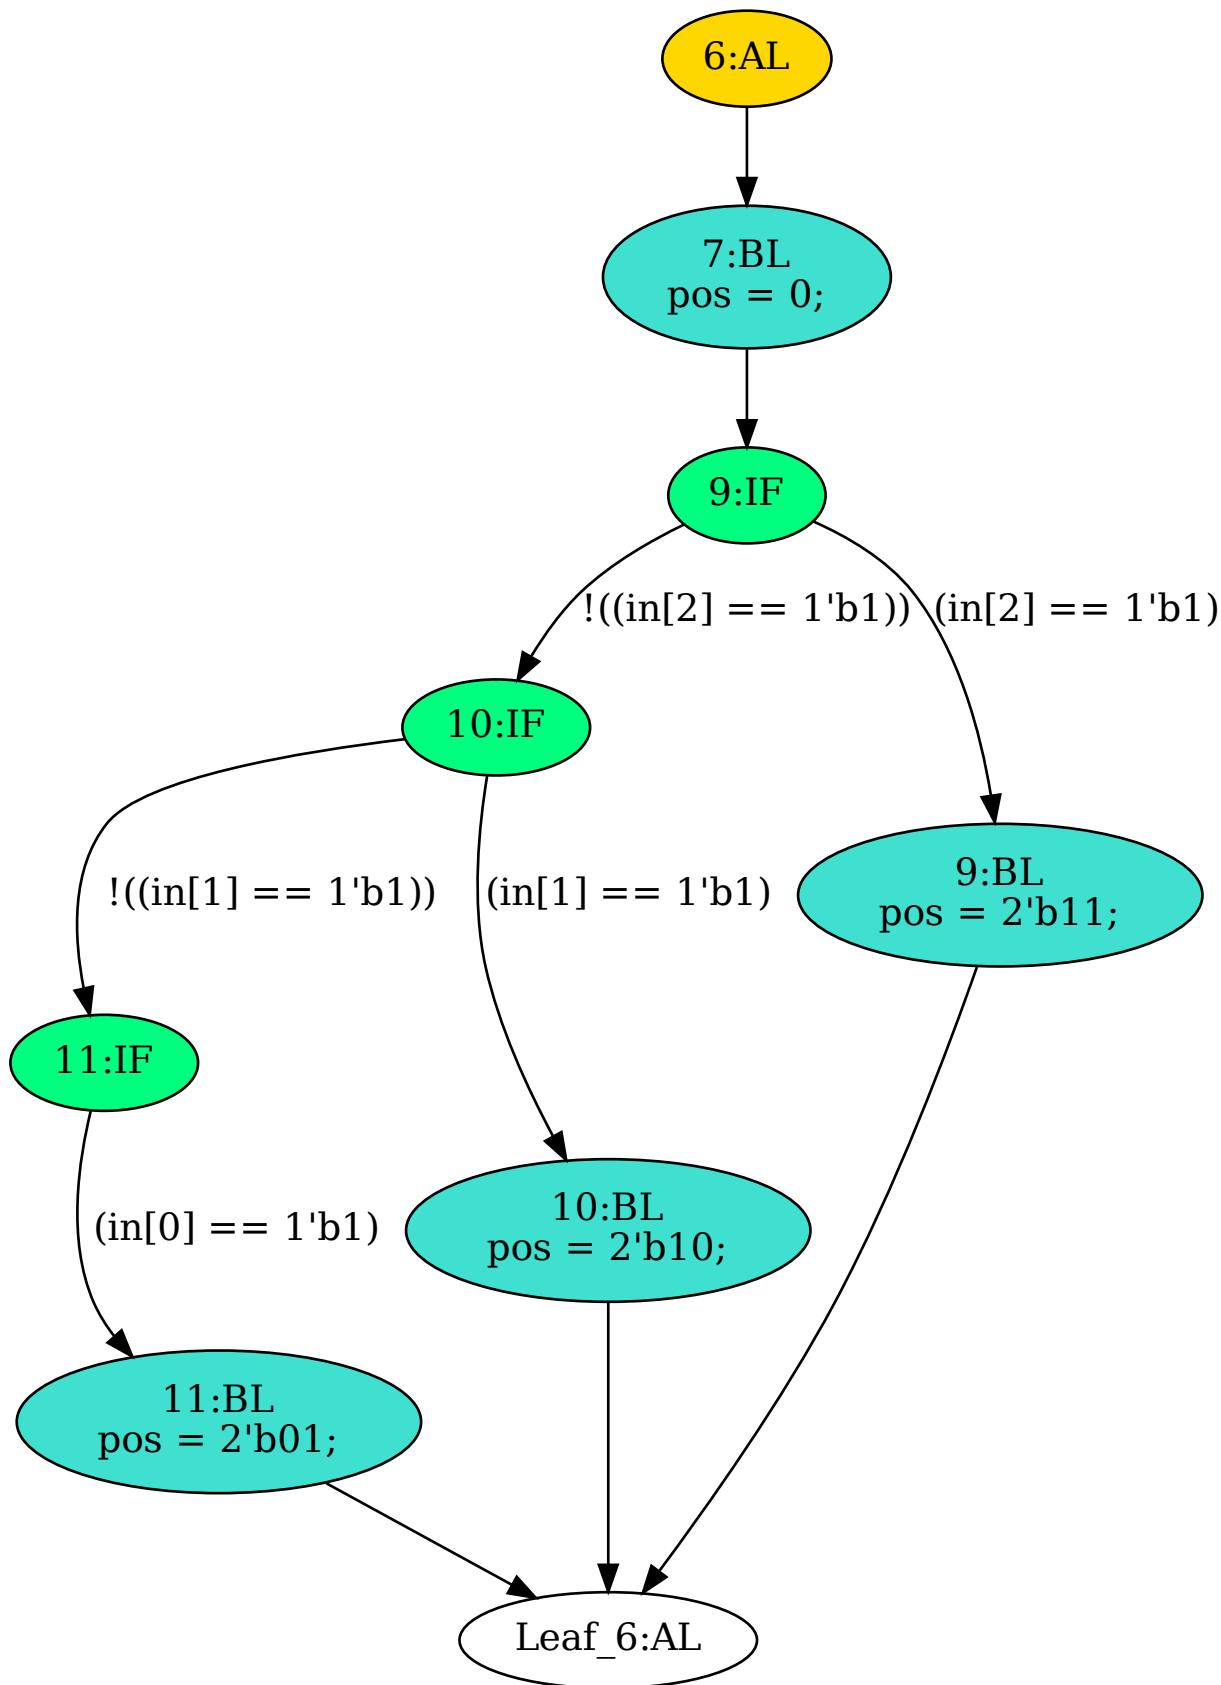 6:AL
7:BL
pos = 0;
9:IF
!((in[2] == 1'b1))
(in[2] == 1'b1)
10:IF
9:BL
pos = 2'b11;
!((in[1] == 1'b1))
(in[1] == 1'b1)
11:IF
10:BL
pos = 2'b10;
(in[0] == 1'b1)
11:BL
pos = 2'b01;
Leaf_6:AL